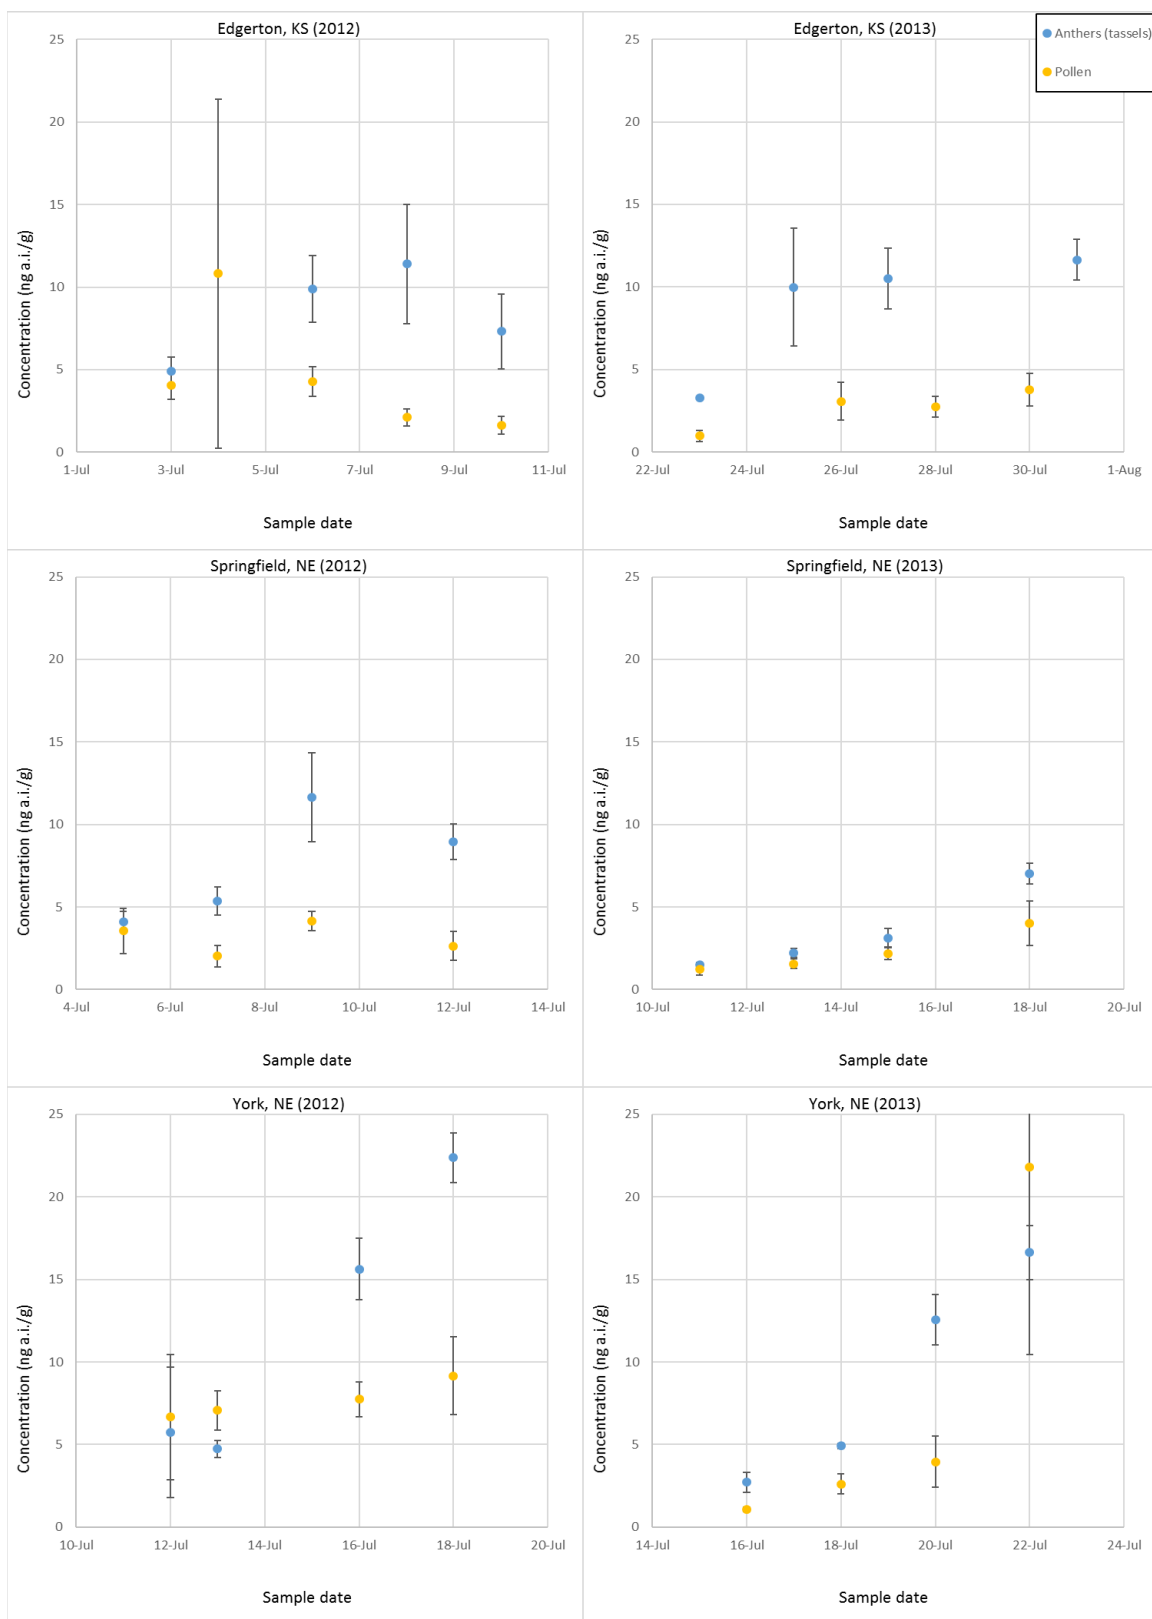 Edgerton, KS (2012)
25
20
15
10
5
0
Concentration (ng a.i./g)
1-Jul 3-Jul 5-Jul 7-Jul 9-Jul 11-Jul
Sample date
Edgerton, KS (2013)
Anthers (tassels)
Pollen
25
20
15
10
5
0
Concentration (ng a.i./g)
22-Jul 24-Jul 26-Jul 28-Jul 30-Jul 1-Aug
Sample date
Springfield, NE (2012)
25
20
15
10
5
0
Concentration (ng a.i./g)
4-Jul 6-Jul 8-Jul 10-Jul 12-Jul 14-Jul
Sample date
Springfield, NE (2013)
25
20
15
10
5
0
Concentration (ng a.i./g)
10-Jul 12-Jul 14-Jul 16-Jul 18-Jul 20-Jul
Sample date
York, NE (2012)
25
20
15
10
5
0
Concentration (ng a.i./g)
10-Jul 12-Jul 14-Jul 16-Jul 18-Jul 20-Jul
Sample date
York, NE (2013)
25
20
15
10
5
0
Concentration (ng a.i./g)
14-Jul 16-Jul 18-Jul 20-Jul 22-Jul 24-Jul
Sample date